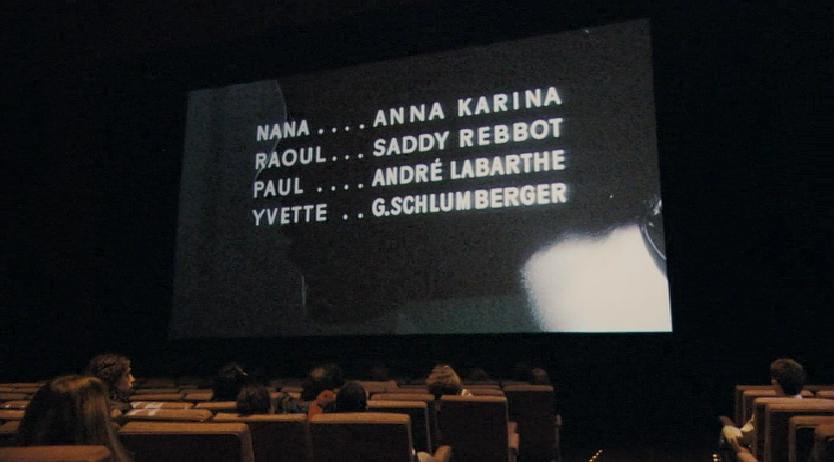 NANA .... ANNA KARINA
RAOUL... SADDY REBBOT
PAUL .... ANDRÉ LABARTHE
YVETTE .. G.SCHLUMBERGER